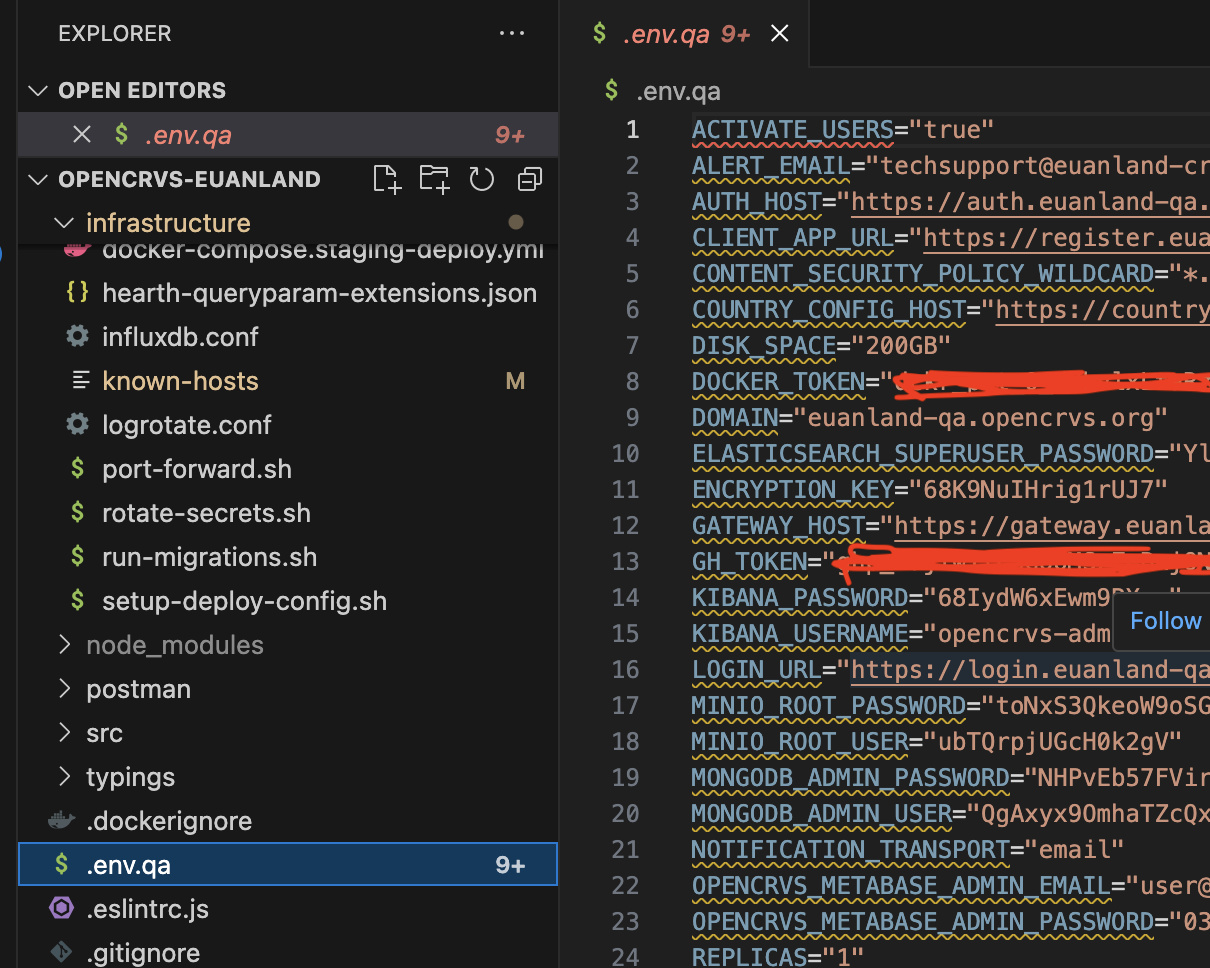 EXPLORER
OPEN EDITORS
.env.qa 9+
OPENCRVS-EUANLAND
infrastructure
docker-compose.staging-deploy.yml
hearth-queryparam-extensions.json
influxdb.conf
known-hosts M
logrotate.conf
port-forward.sh
rotate-secrets.sh
run-migrations.sh
setup-deploy-config.sh
node_modules
postman
src
typings
.dockerignore
.env.qa 9+
.eslintrc.js
.gitignore
.env.qa 9+
.env.qa
1 ACTIVATE_USERS="true"
2 ALERT_EMAIL="techsupport@euanland-cr
3 AUTH_HOST="https://auth.euanland-qa.
4 CLIENT_APP_URL="https://register.eua
5 CONTENT_SECURITY_POLICY_WILDCARD="*.
6 COUNTRY_CONFIG_HOST="https://country
7 DISK_SPACE="200GB"
8 DOCKER_TOKEN="
9 DOMAIN="euanland-qa.opencrvs.org"
10 ELASTICSEARCH_SUPERUSER_PASSWORD="Yl
11 ENCRYPTION_KEY="68K9NuIHrig1rUJ7"
12 GATEWAY_HOST="https://gateway.euanla
13 GH_TOKEN="
14 KIBANA_PASSWORD="68IydW6xEwm9
15 KIBANA_USERNAME="opencrvs-adm
Follow
16 LOGIN_URL="https://login.euanland-qa
17 MINIO_ROOT_PASSWORD="toNxS3QkeoW9oSG
18 MINIO_ROOT_USER="ubTQrpjUGcH0k2gV"
19 MONGODB_ADMIN_PASSWORD="NHPvEb57FVir
20 MONGODB_ADMIN_USER="QgAxyx9OmhaTZcQx
21 NOTIFICATION_TRANSPORT="email"
22 OPENCRVS_METABASE_ADMIN_EMAIL="user@
23 OPENCRVS_METABASE_ADMIN_PASSWORD="03
24 REPLICAS="1"